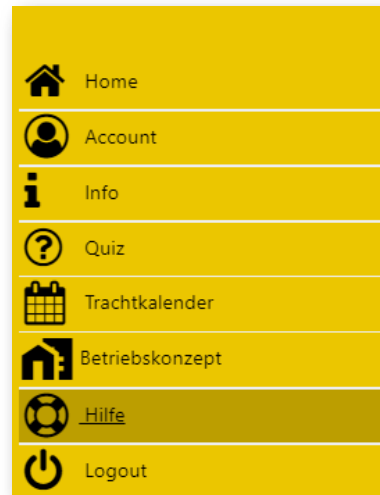 Home
Account
Info
Quiz
Trachtkalender
Betriebskonzept
Hilfe
Logout